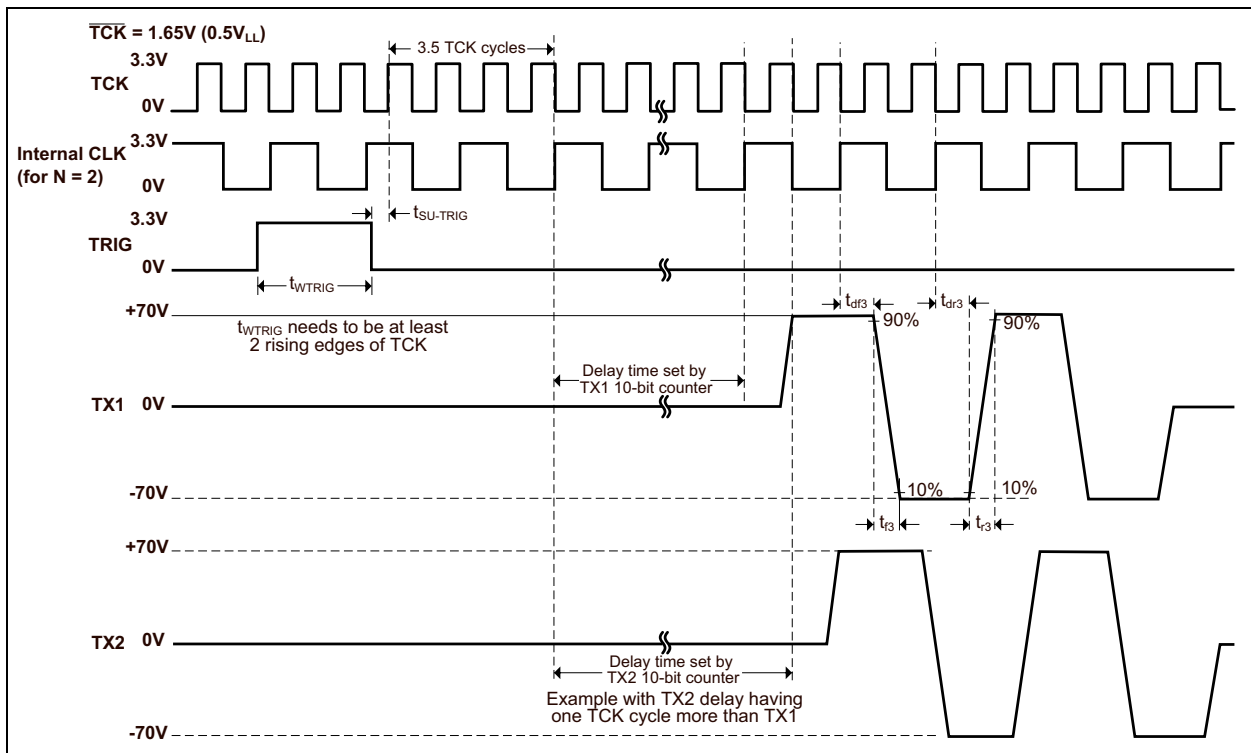 TCK = 1.65V (0.5VLL)
3.5 TCK cycles
3.3V
TCK
0V
3.3V
Internal CLK
(for N = 2)
0V
3.3V
tSU-TRIG
TRIG
0V
tWTRIG
+70V
tdf3
tdr3
90%
90%
tWTRIG needs to be at least
2 rising edges of TCK
Delay time set by
TX1 10-bit counter
TX1 0V
-70V
10%
10%
tf3
tr3
+70V
TX2 0V
Delay time set by
TX2 10-bit counter
Example with TX2 delay having
one TCK cycle more than TX1
-70V